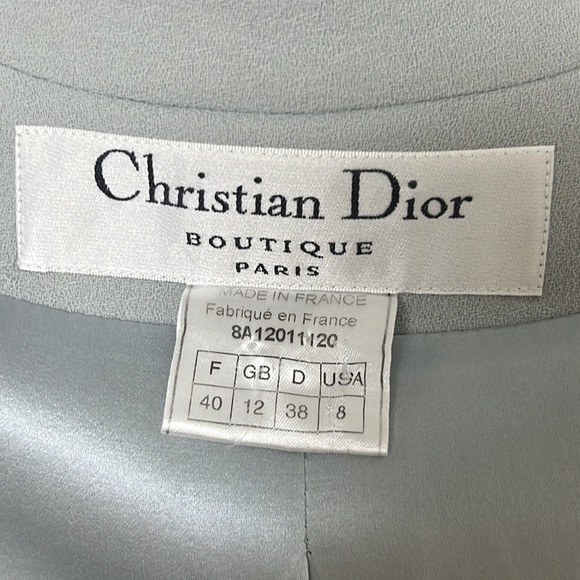 Christian Dior
BOUTIQUE
PARIS
MADE IN FRANCE
Fabriqué en France
8A12011120
F GB D USA
40 12 38 8